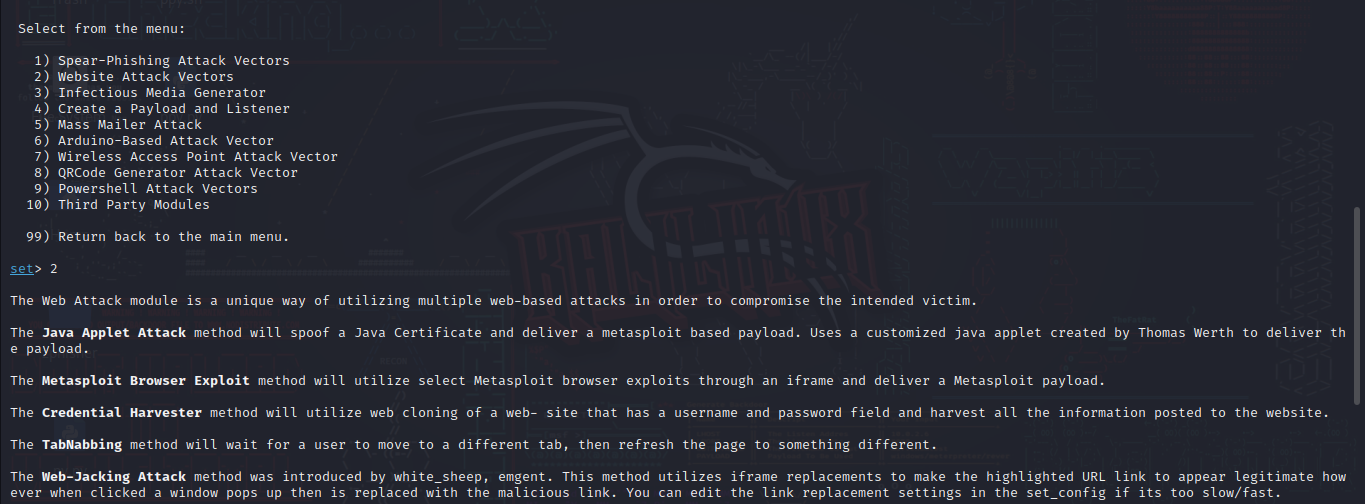 Select from the menu:
1) Spear-Phishing Attack Vectors
2) Website Attack Vectors
3) Infectious Media Generator
4) Create a Payload and Listener
5) Mass Mailer Attack
6) Arduino-Based Attack Vector
7) Wireless Access Point Attack Vector
8) QRCode Generator Attack Vector
9) Powershell Attack Vectors
10) Third Party Modules
99) Return back to the main menu.
set> 2
The Web Attack module is a unique way of utilizing multiple web-based attacks in order to compromise the intended victim.
The Java Applet Attack method will spoof a Java Certificate and deliver a metasploit based payload. Uses a customized java applet created by Thomas Werth to deliver th
e payload.
The Metasploit Browser Exploit method will utilize select Metasploit browser exploits through an iframe and deliver a Metasploit payload.
The Credential Harvester method will utilize web cloning of a web- site that has a username and password field and harvest all the information posted to the website.
The TabNabbing method will wait for a user to move to a different tab, then refresh the page to something different.
The Web-Jacking Attack method was introduced by white_sheep, emgent. This method utilizes iframe replacements to make the highlighted URL link to appear legitimate how
ever when clicked a window pops up then is replaced with the malicious link. You can edit the link replacement settings in the set_config if its too slow/fast.
KALI LINUX